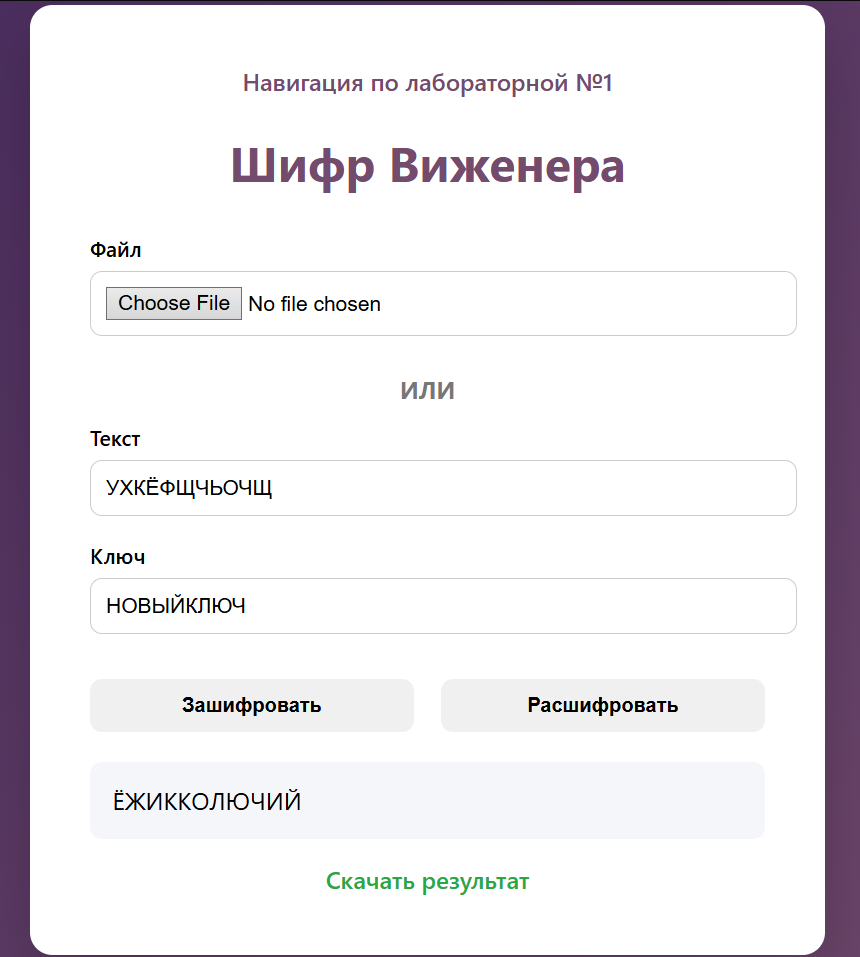 Навигация по лабораторной №1
Шифр Виженера
Файл
Choose File No file chosen
ИЛИ
Текст
УХКЁФЩЧЬОЧЩ
Ключ
НОВЫЙКЛЮЧ
Зашифровать Расшифровать
ЁЖИККОЛЮЧИЙ
Скачать результат